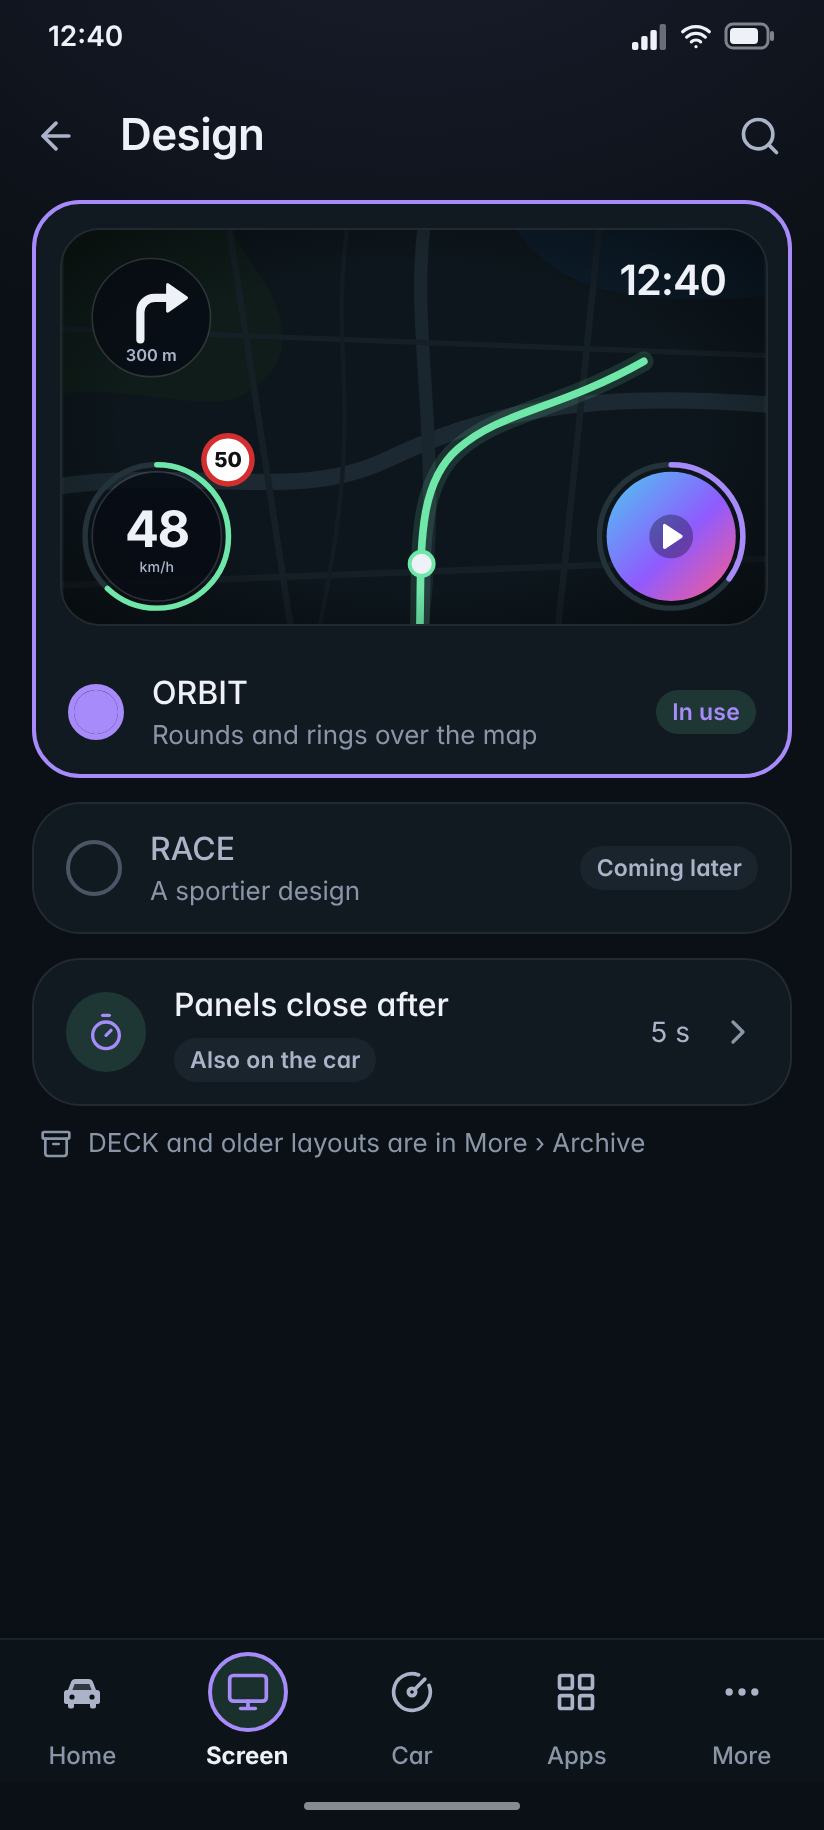 12:40
Design
12:40
300 m
50
48
km/h
ORBIT
Rounds and rings over the map
In use
RACE
A sportier design
Coming later
Panels close after
Also on the car
5 s
DECK and older layouts are in More › Archive
Home
Screen
Car
Apps
More